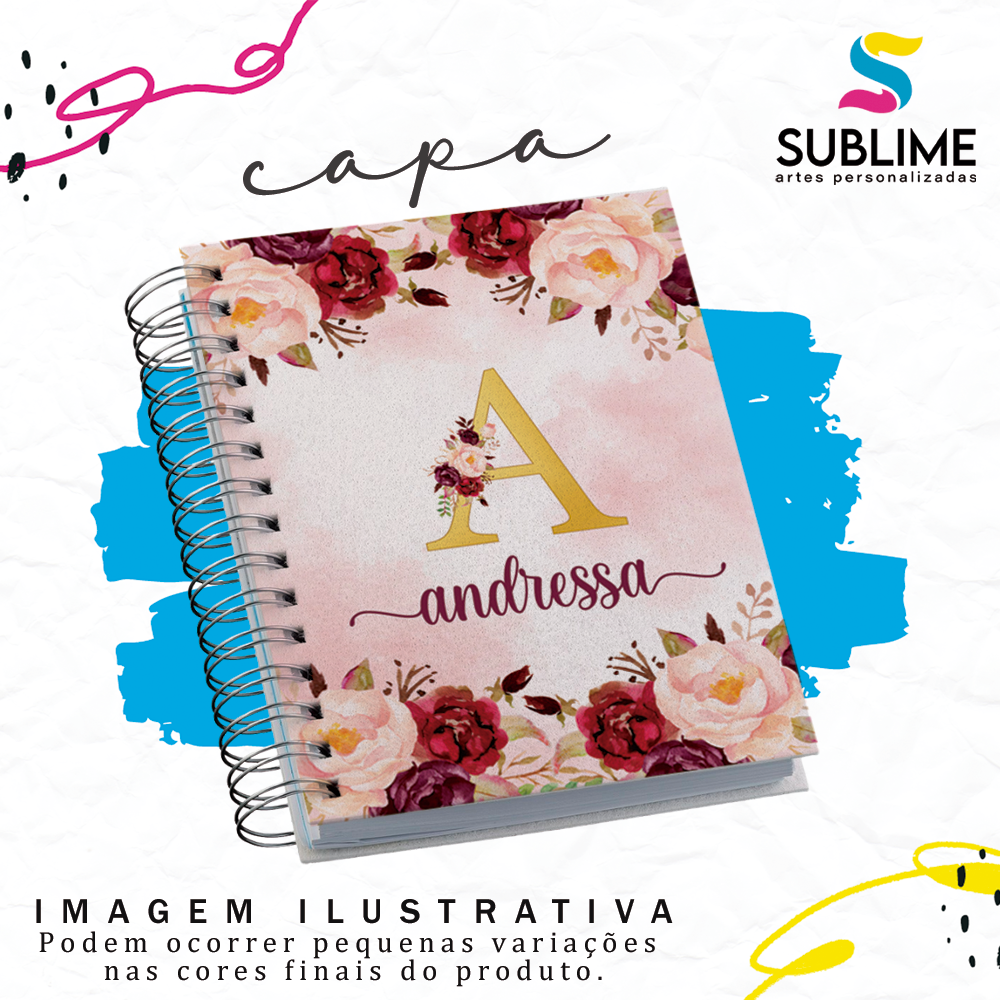 SUBLIME
artes personalizadas
capa
A
andressa
IMAGEM ILUSTRATIVA
Podem ocorrer pequenas variações
nas cores finais do produto.